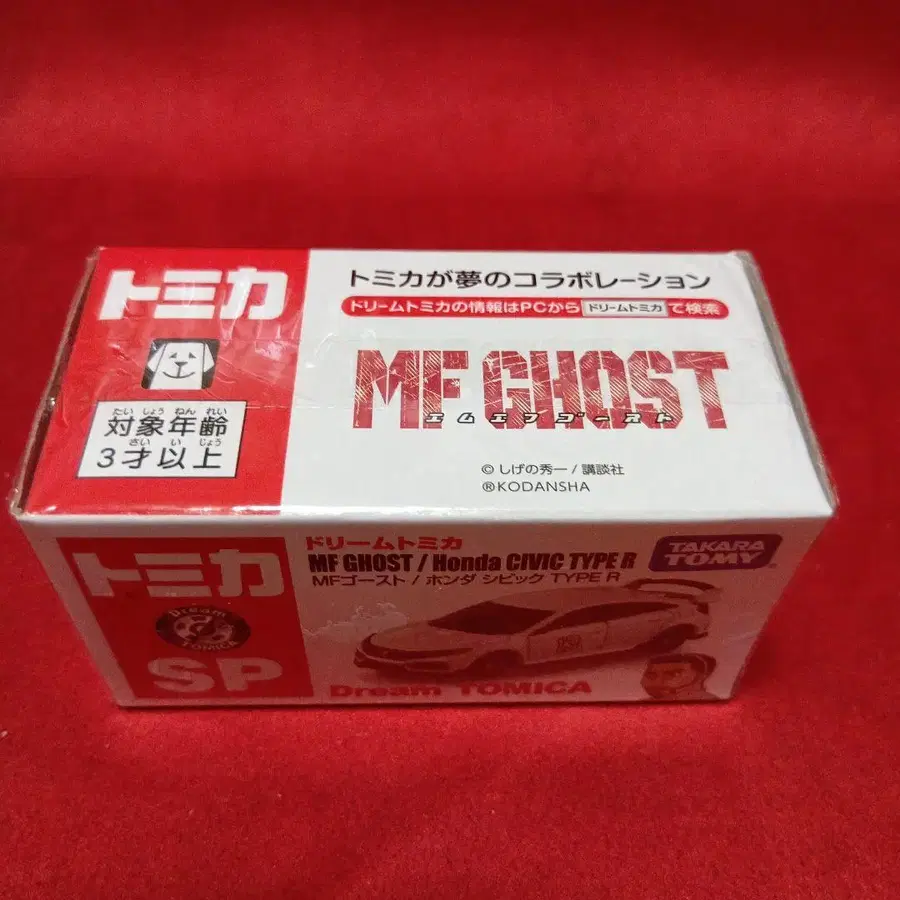 トミカ
対象年齢
たいしょうねんれい
3才以上
さいいじょう
トミカが夢のコラボレーション
ドリームトミカの情報はPCから ドリームトミカ で検索
MF GHOST
エムエフゴースト
©しげの秀一/講談社
®KODANSHA
トミカ
Dream
TOMICA
SP
ドリームトミカ
MF GHOST / Honda CIVIC TYPE R
MFゴースト / ホンダ シビック TYPE R
TAKARA
TOMY
Dream TOMICA